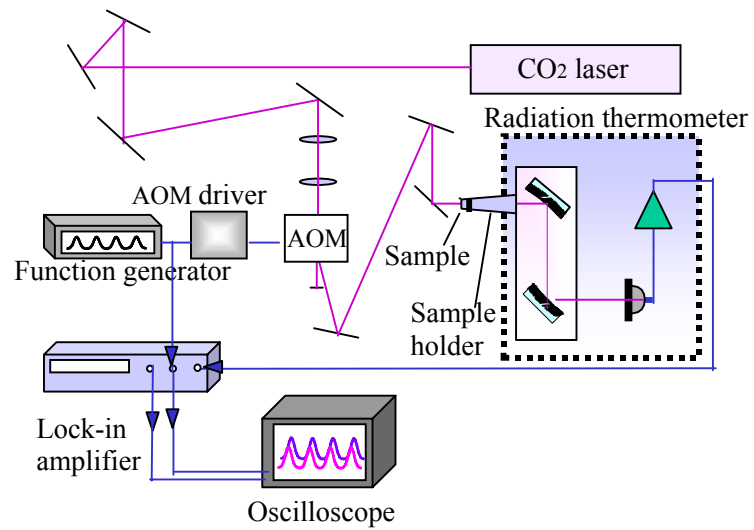 CO2 laser
Radiation thermometer
AOM driver
AOM
Function generator
Sample
Sample
holder
Lock-in
amplifier
Oscilloscope